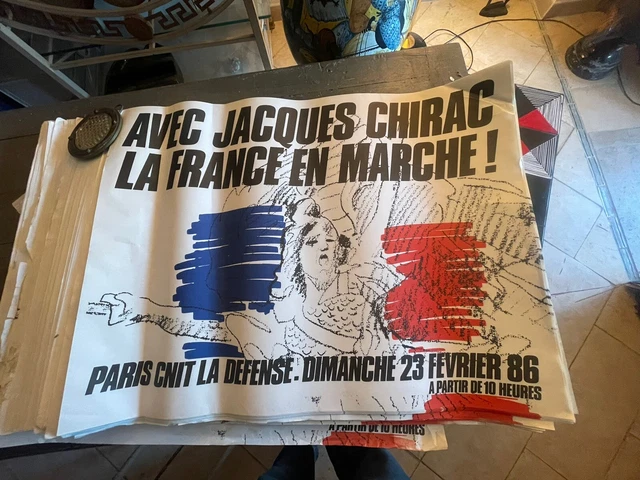 AVEC JACQUES CHIRAC
LA FRANCE EN MARCHE !
PARIS CNIT LA DEFENSE. DIMANCHE 23 FEVRIER 86
A PARTIR DE 10 HEURES
A PARTIR DE 10 HEURES